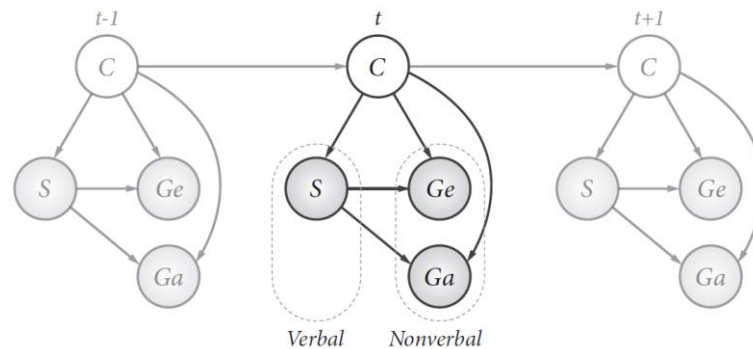 t-1 t t+1
C C C
S Ge S Ge S Ge
Ga Ga Ga
Verbal Nonverbal